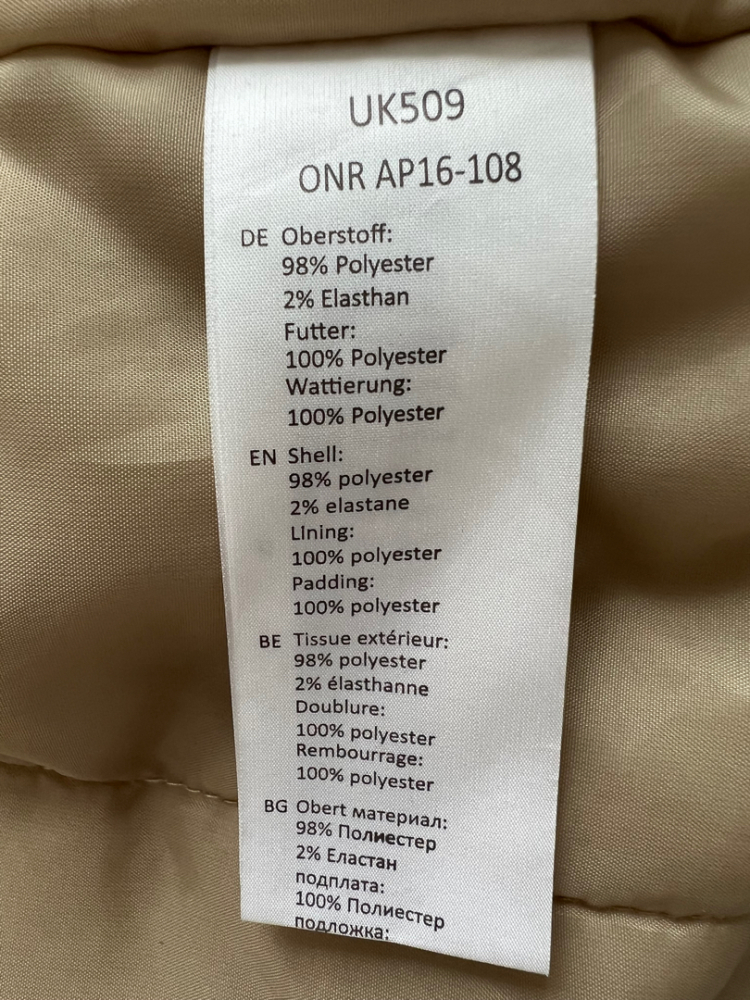 UK509
ONR AP16-108
DE Oberstoff:
98% Polyester
2% Elasthan
Futter:
100% Polyester
Wattierung:
100% Polyester
EN Shell:
98% polyester
2% elastane
Lining:
100% polyester
Padding:
100% polyester
BE Tissue extérieur:
98% polyester
2% élasthanne
Doublure:
100% polyester
Rembourrage:
100% polyester
BG Obert материал:
98% Полиестер
2% Еластан
подплата:
100% Полиестер
подложка: